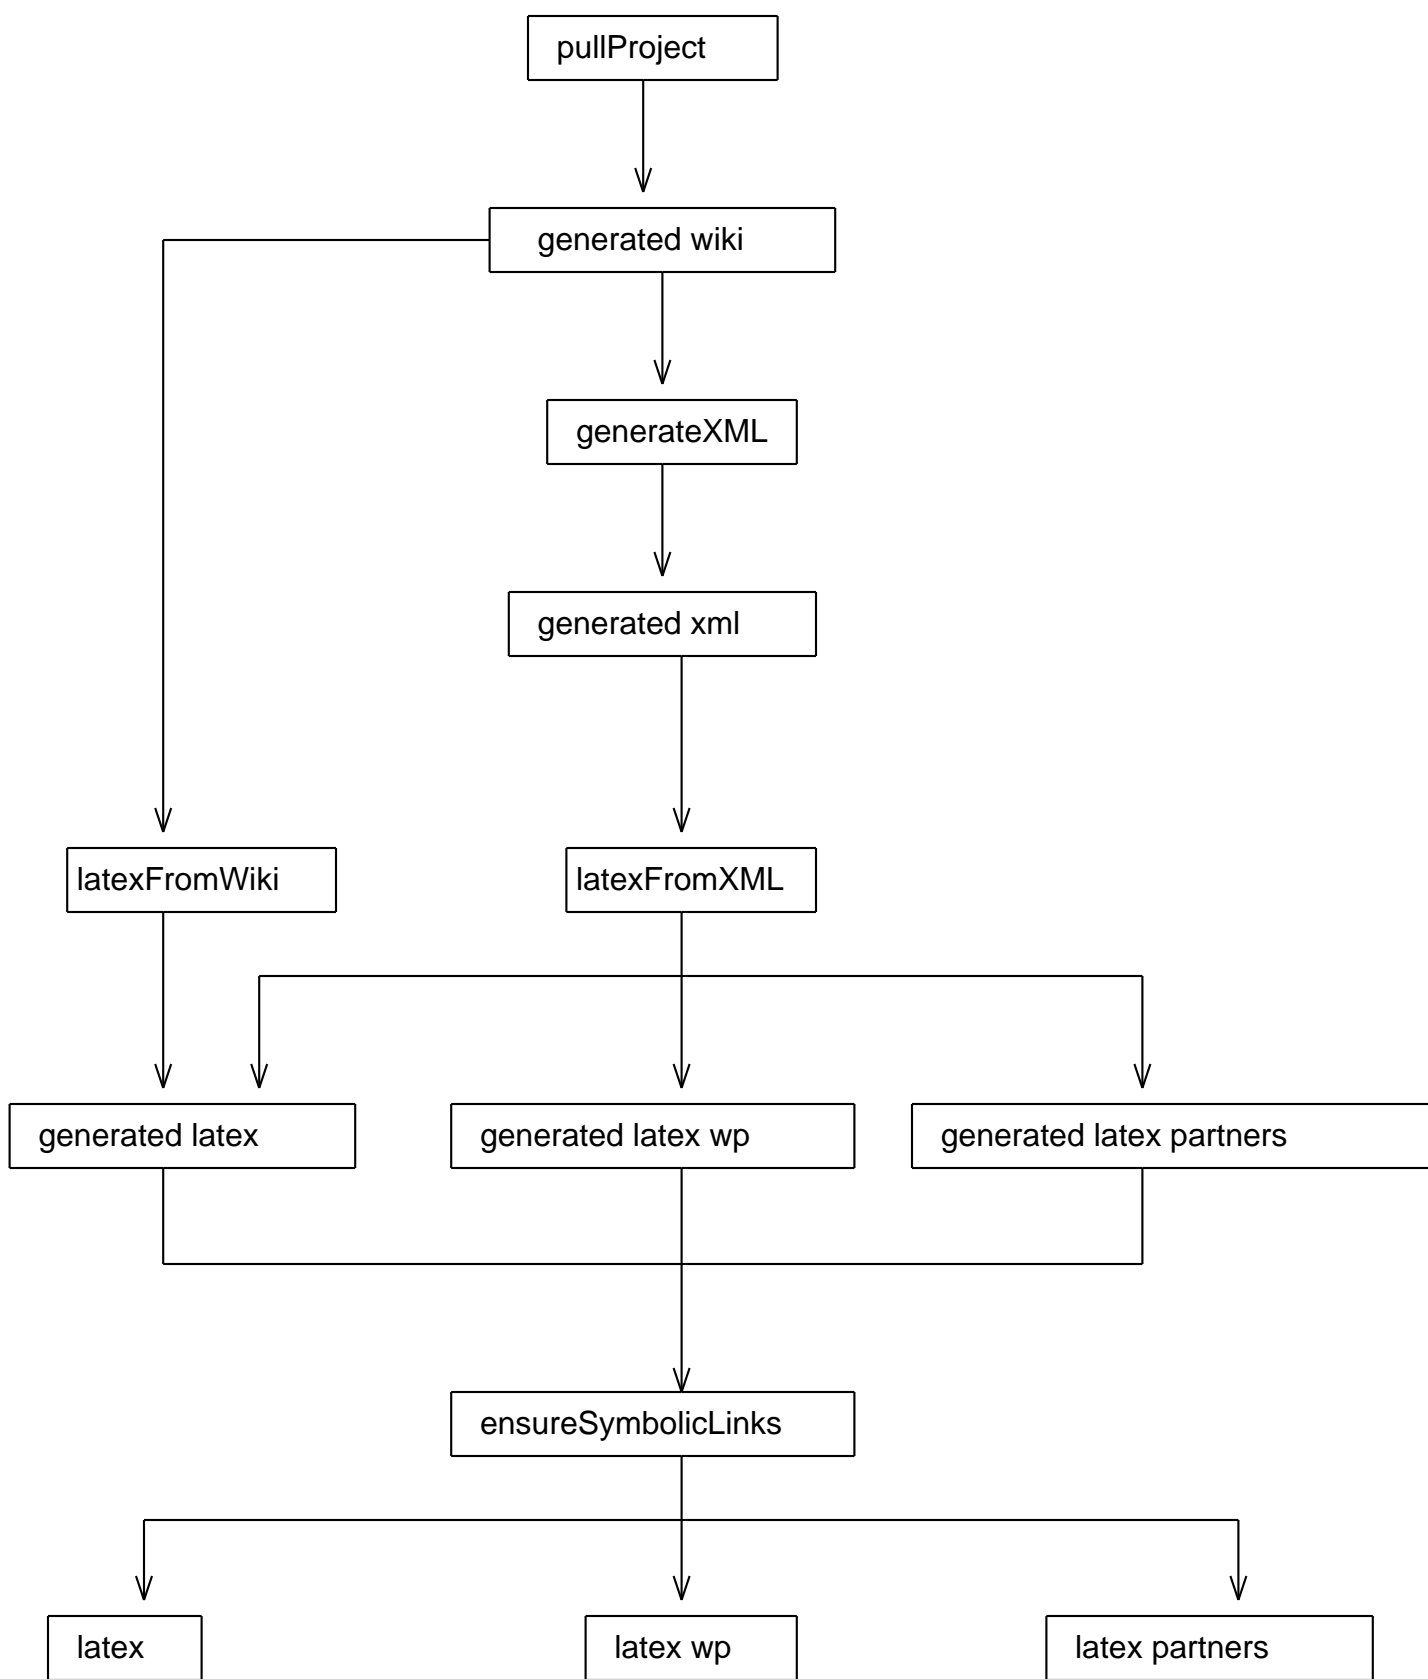 pullProject
generated wiki
generateXML
generated xml
latexFromWiki
latexFromXML
generated latex
generated latex wp
generated latex partners
ensureSymbolicLinks
latex
latex wp
latex partners